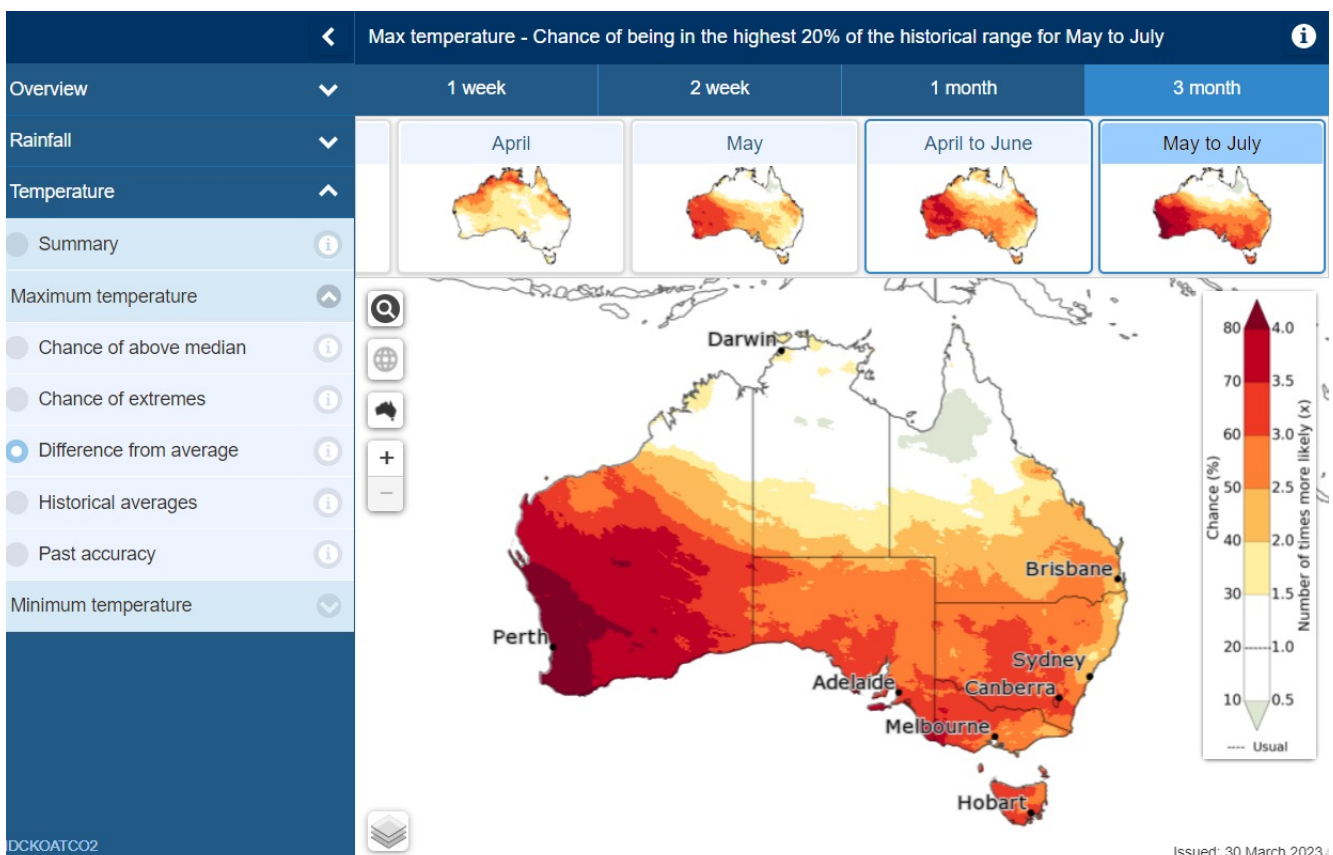 Max temperature - Chance of being in the highest 20% of the historical range for May to July
Overview
Rainfall
Temperature
Summary
Maximum temperature
Chance of above median
Chance of extremes
Difference from average
Historical averages
Past accuracy
Minimum temperature
DCKOATCO2
1 week
2 week
1 month
3 month
April
May
April to June
May to July
Darwin
Brisbane
Perth
Sydney
Adelaide
Canberra
Melbourne
Hobart
Chance (%)
80
70
60
50
40
30
20
10
4.0
3.5
3.0
2.5
2.0
1.5
1.0
0.5
Number of times more likely (x)
---- Usual
Issued: 30 March 2023